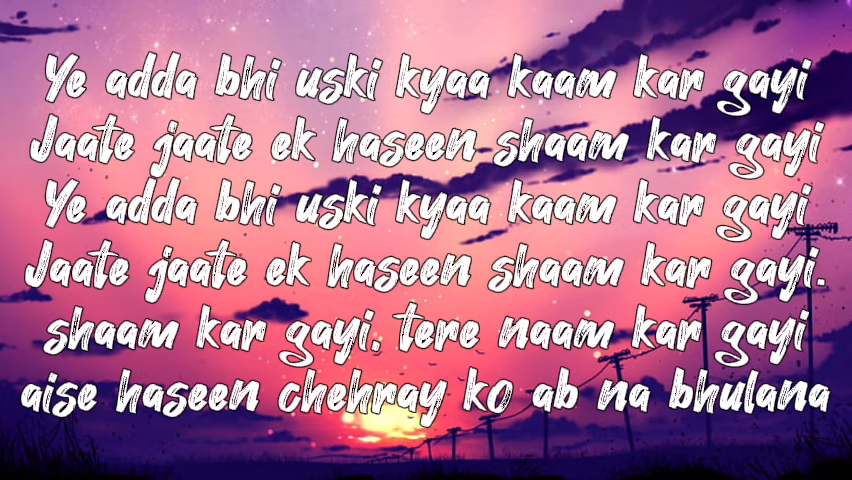 Ye adda bhi uski kyaa kaam kar gayi
Jaate jaate ek haseen shaam kar gayi
Ye adda bhi uski kyaa kaam kar gayi
Jaate jaate ek haseen shaam kar gayi.
shaam kar gayi, tere naam kar gayi
aise haseen chehray ko ab na bhulana